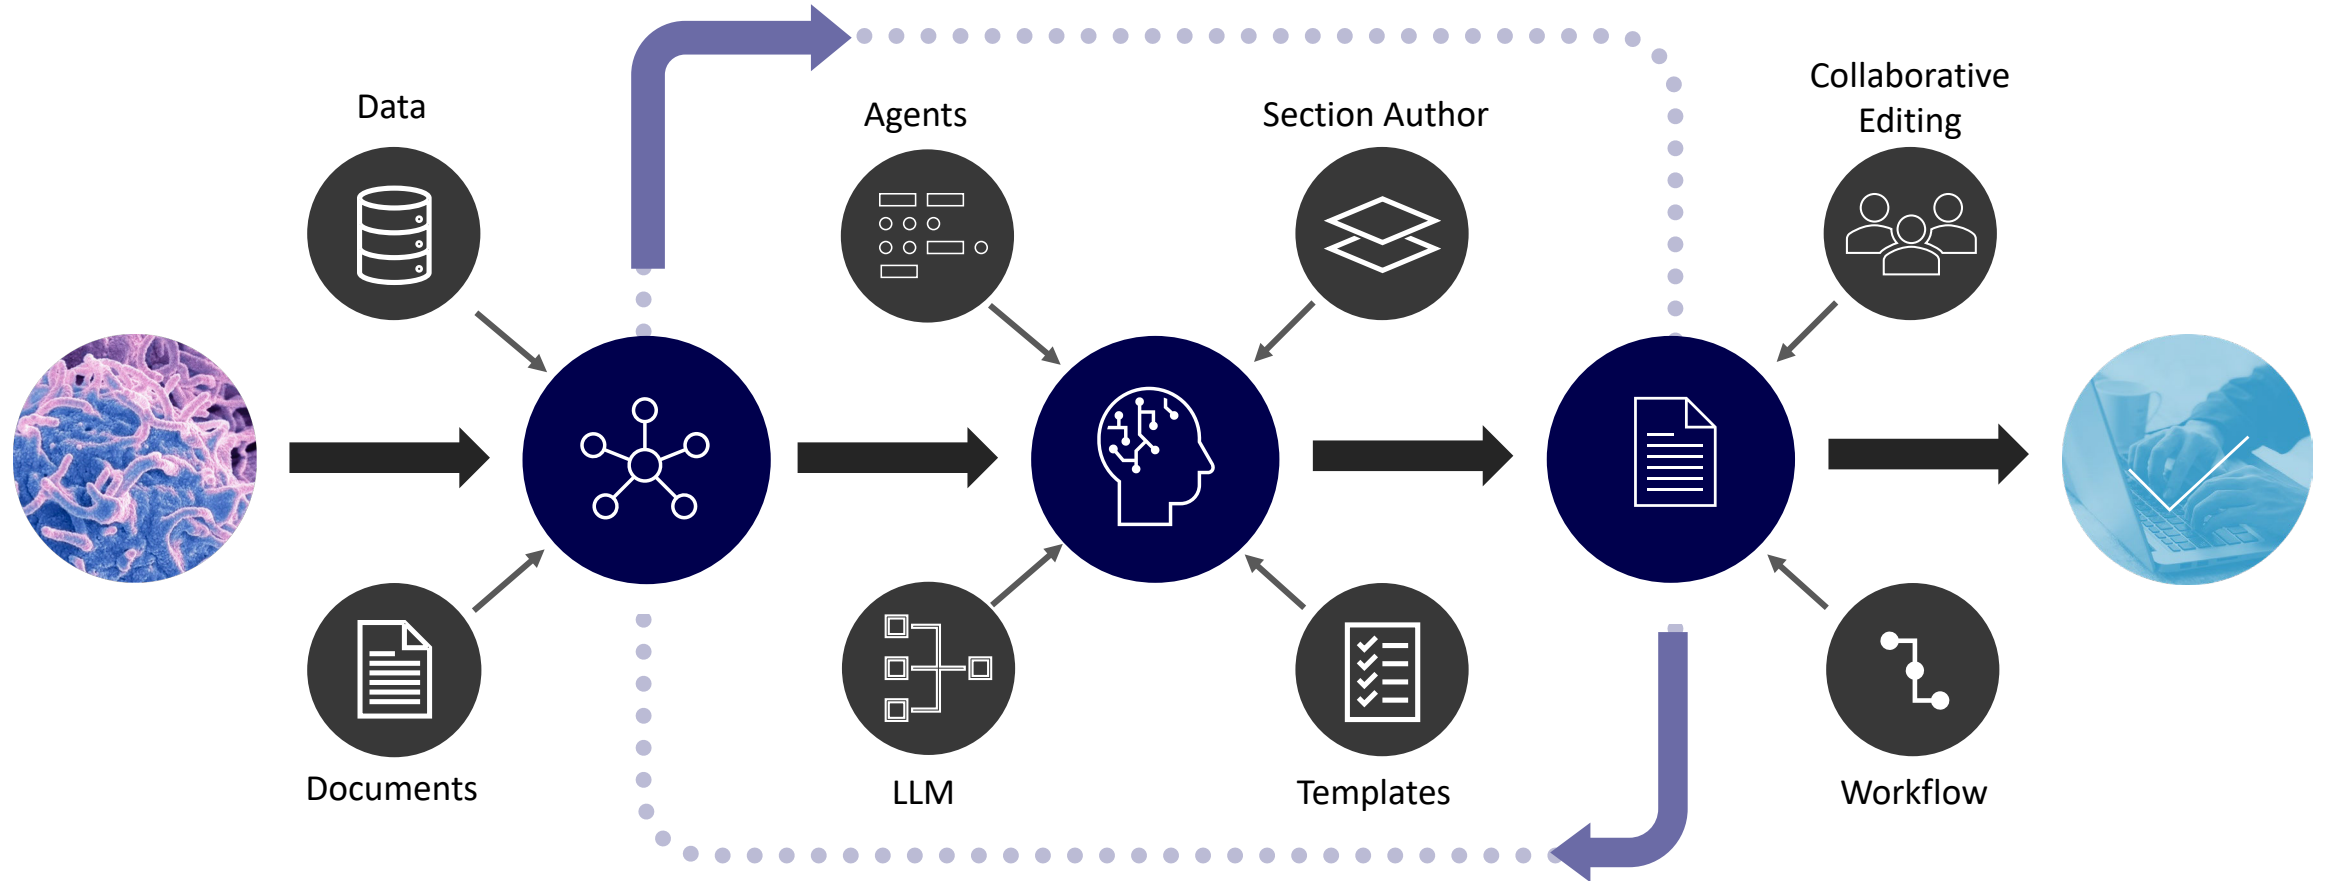 Data
Agents
Section Author
Collaborative
Editing
Documents
LLM
Templates
Workflow